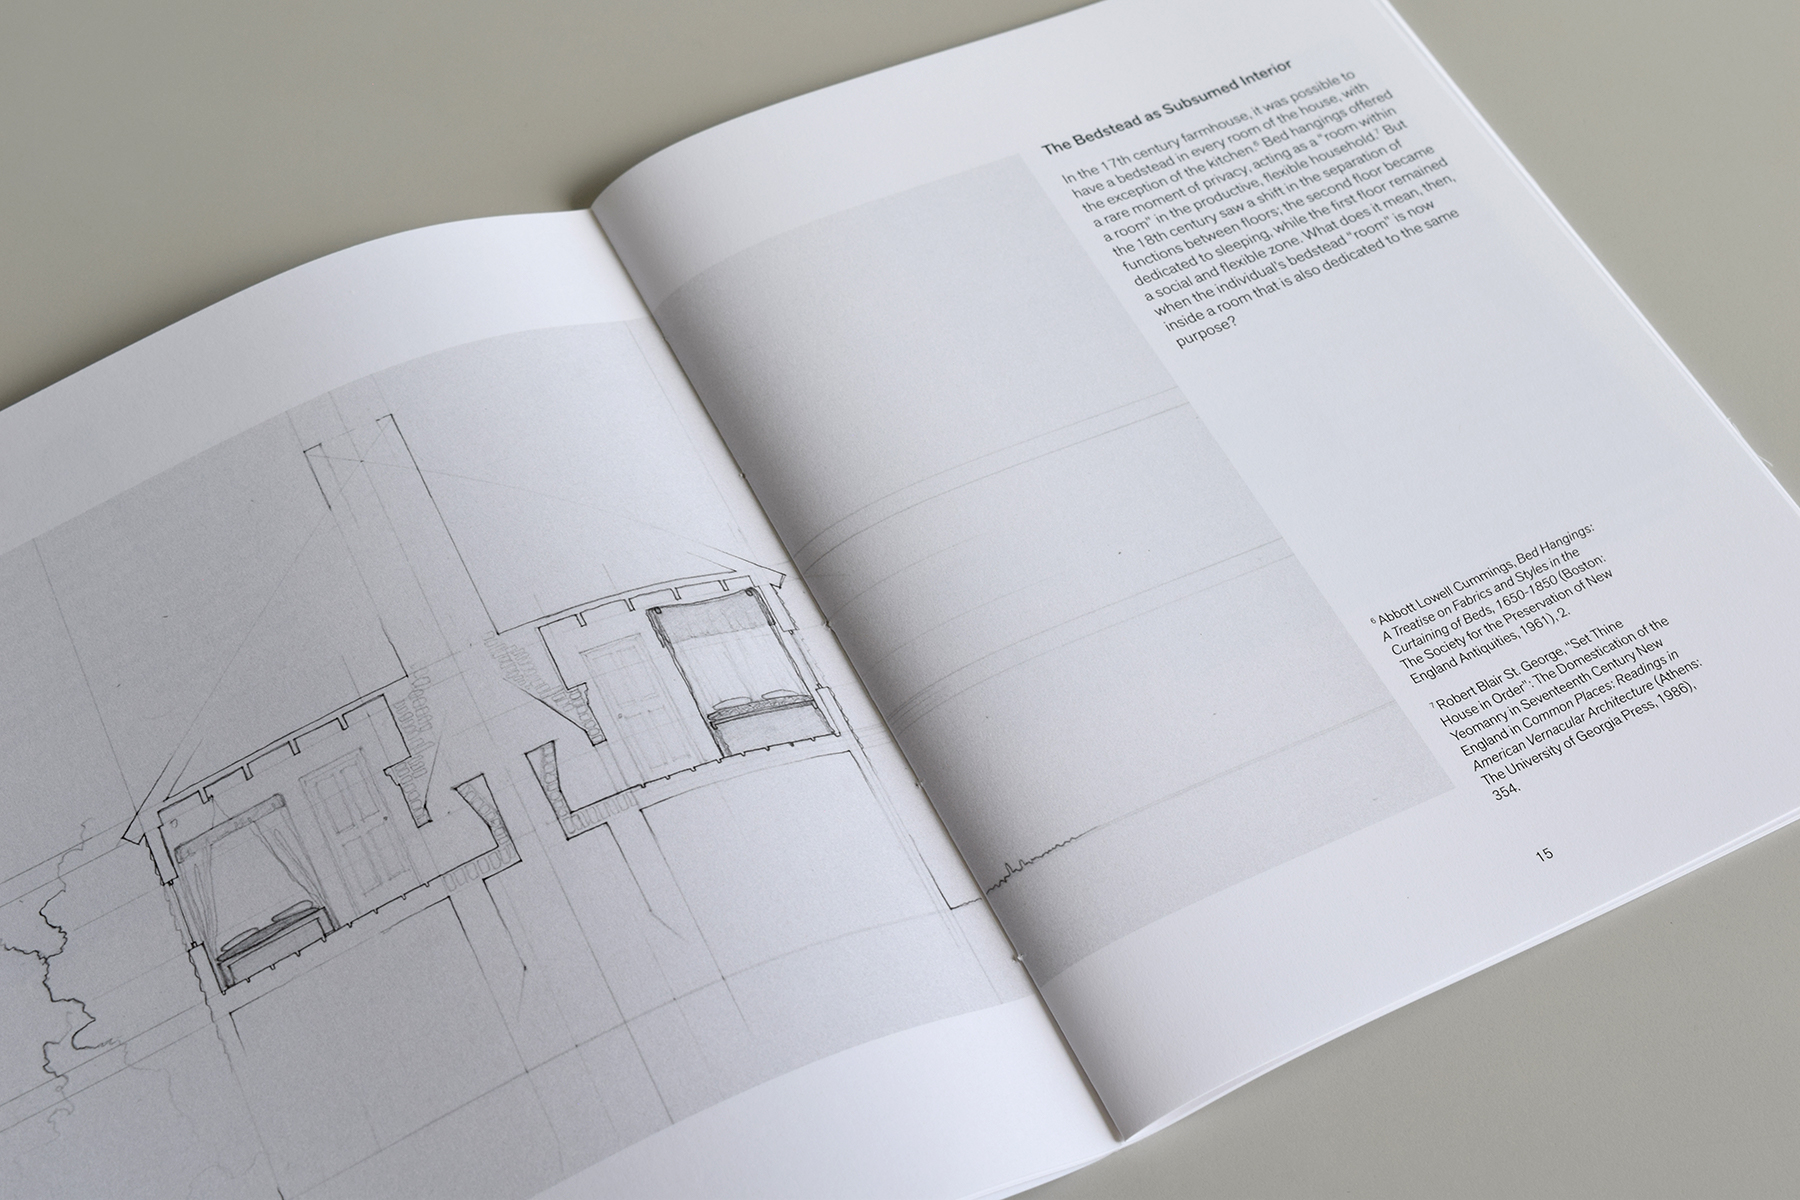 The Bedstead as Subsumed Interior
In the 17th century farmhouse, it was possible to
have a bedstead in every room of the house, with
the exception of the kitchen.⁶ Bed hangings offered
a rare moment of privacy, acting as a “room within
a room” in the productive, flexible household.⁷ But
the 18th century saw a shift in the separation of
functions between floors; the second floor became
dedicated to sleeping, while the first floor remained
a social and flexible zone. What does it mean, then,
when the individual’s bedstead “room” is now
inside a room that is also dedicated to the same
purpose?
⁶ Abbott Lowell Cummings, Bed Hangings:
A Treatise on Fabrics and Styles in the
Curtaining of Beds, 1650-1850 (Boston:
The Society for the Preservation of New
England Antiquities, 1961), 2.
⁷ Robert Blair St. George, “Set Thine
House in Order”: The Domestication of the
Yeomanry in Seventeenth Century New
England in Common Places: Readings in
American Vernacular Architecture (Athens:
The University of Georgia Press, 1986),
354.
15